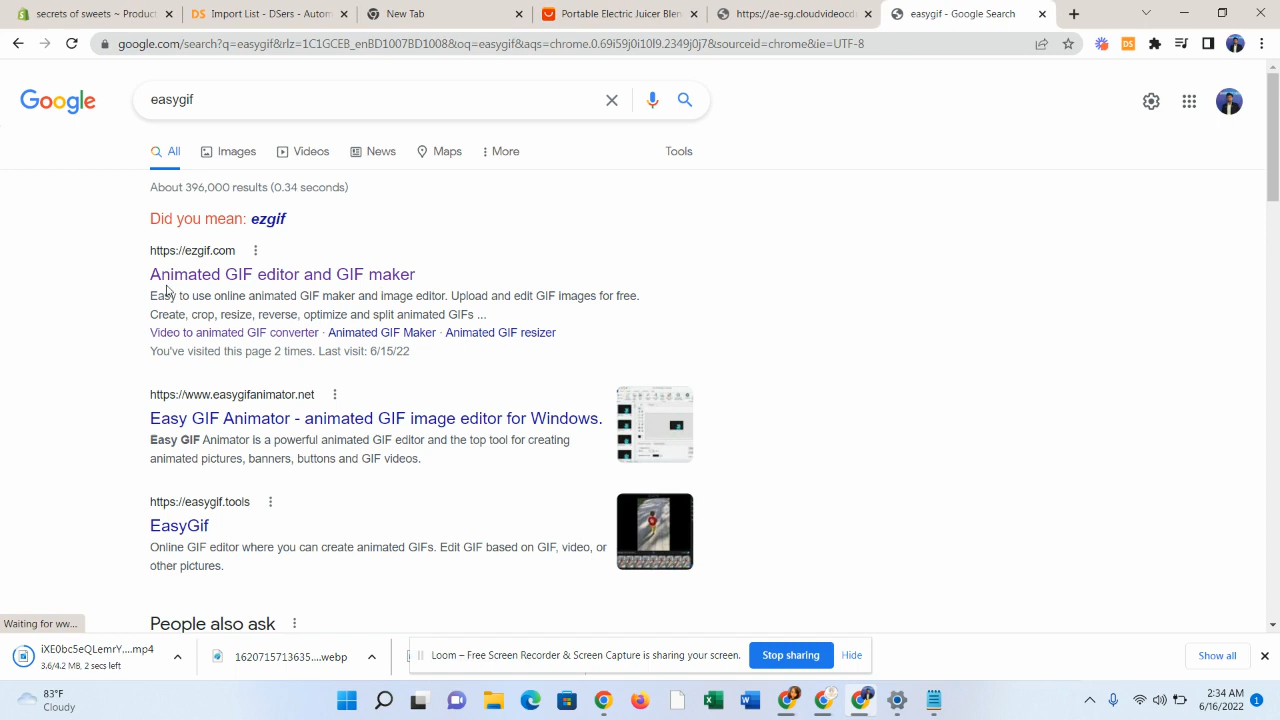 secrets of sweeties - Prod
DSers Item List - DSers - Autom
New Tab
Portable Electric Juicer Blen
https://ae-sg.cloudvideocd
easygif - Google Search
google.com/search?q=easygif&rlz=1C1GCEB_enBD1007BD1008&oq=easygif&aqs=chrome.0.69i59j0i10l9.2349j0j7&sourceid=chrome&ie=UTF-8
Google
easygif
All
Images
Videos
News
Maps
More
Tools
About 396,000 results (0.34 seconds)
Did you mean: ezgif
https://ezgif.com
Animated GIF editor and GIF maker
Easy to use online animated GIF maker and image editor. Upload and edit GIF images for free.
Create, crop, resize, reverse, optimize and split animated GIFs ...
Video to animated GIF converter · Animated GIF Maker · Animated GIF resizer
You've visited this page 2 times. Last visit: 6/15/22
https://www.easygifanimator.net
Easy GIF Animator - animated GIF image editor for Windows.
Easy GIF Animator is a powerful animated GIF editor and the top tool for creating
animated pictures, banners, buttons and GIF videos.
https://easygif.tools
EasyGif
Online GIF editor where you can create animated GIFs. Edit GIF based on GIF, video, or
other pictures.
People also ask
Waiting for ww...
iXE0bc5eQLemrY....mp4
3.6/4.2 MB, 2 secs left
1620715713635....webp
Loom – Free Screen Recorder & Screen Capture is sharing your screen.
Stop sharing
Hide
Show all
83°F
Cloudy
2:34 AM
6/16/2022
1